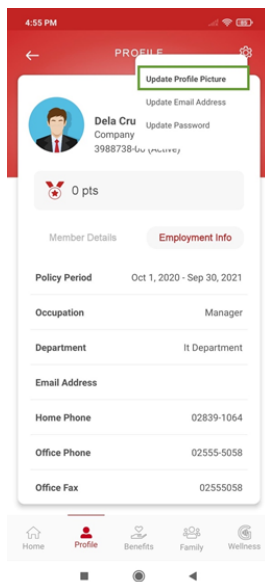 4:55 PM
PROFILE
Update Profile Picture
Update Email Address
Update Password
Dela Cru
Company
3988738-00 (Active)
0 pts
Member Details
Employment Info
Policy Period Oct 1, 2020 - Sep 30, 2021
Occupation Manager
Department It Department
Email Address
Home Phone 02839-1064
Office Phone 02555-5058
Office Fax 02555058
Home Profile Benefits Family Wellness